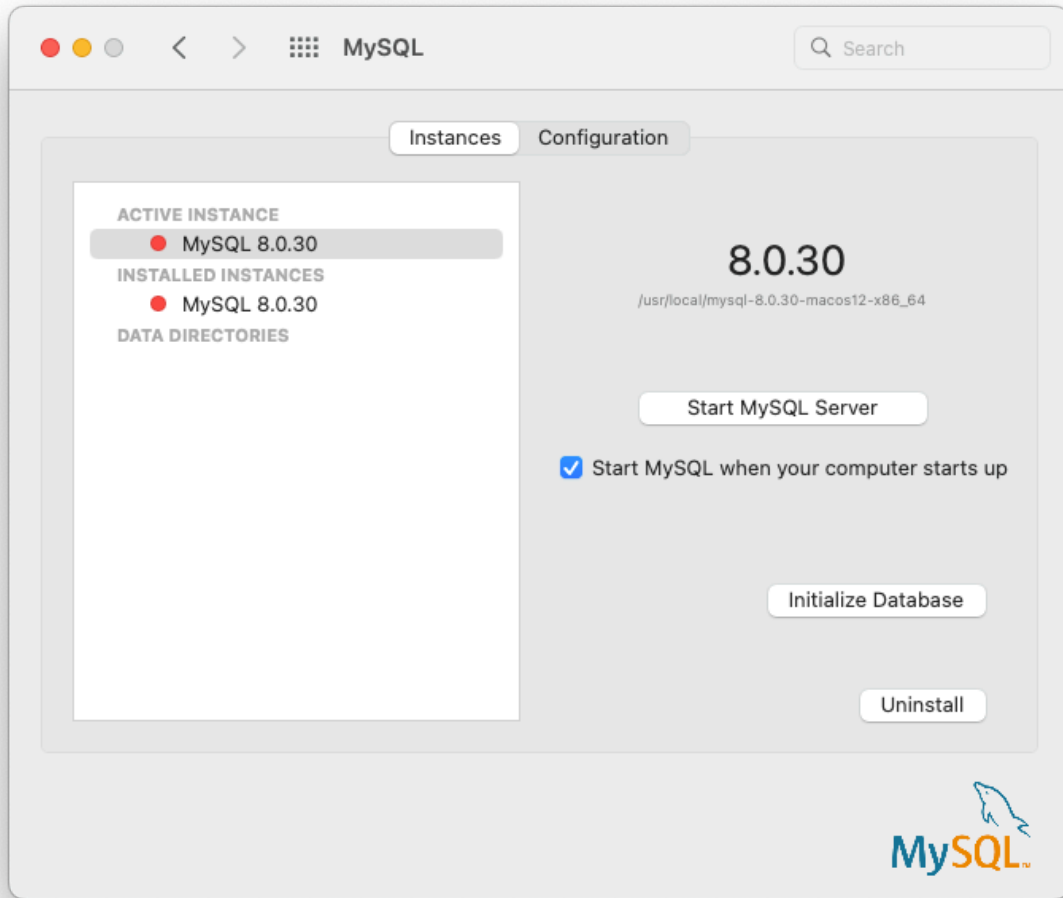 MySQL
Search
Instances
Configuration
ACTIVE INSTANCE
MySQL 8.0.30
INSTALLED INSTANCES
MySQL 8.0.30
DATA DIRECTORIES
8.0.30
/usr/local/mysql-8.0.30-macos12-x86_64
Start MySQL Server
Start MySQL when your computer starts up
Initialize Database
Uninstall
MySQL™